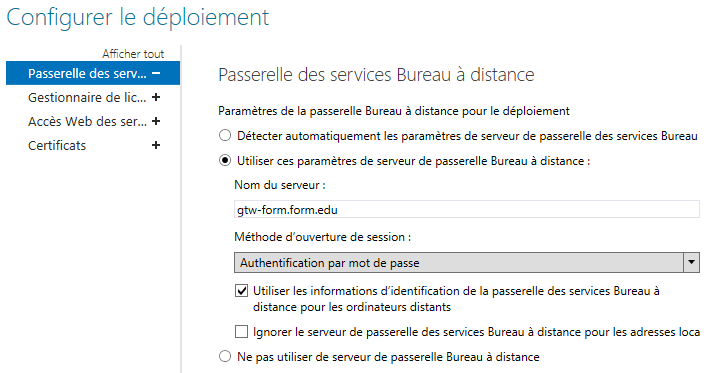 Configurer le déploiement
Afficher tout
Passerelle des serv... –
Gestionnaire de lic... +
Accès Web des ser... +
Certificats +
Passerelle des services Bureau à distance
Paramètres de la passerelle Bureau à distance pour le déploiement
Détecter automatiquement les paramètres de serveur de passerelle des services Bureau
Utiliser ces paramètres de serveur de passerelle Bureau à distance :
Nom du serveur :
gtw-form.form.edu
Méthode d’ouverture de session :
Authentification par mot de passe
Utiliser les informations d’identification de la passerelle des services Bureau à
distance pour les ordinateurs distants
Ignorer le serveur de passerelle des services Bureau à distance pour les adresses loca
Ne pas utiliser de serveur de passerelle Bureau à distance